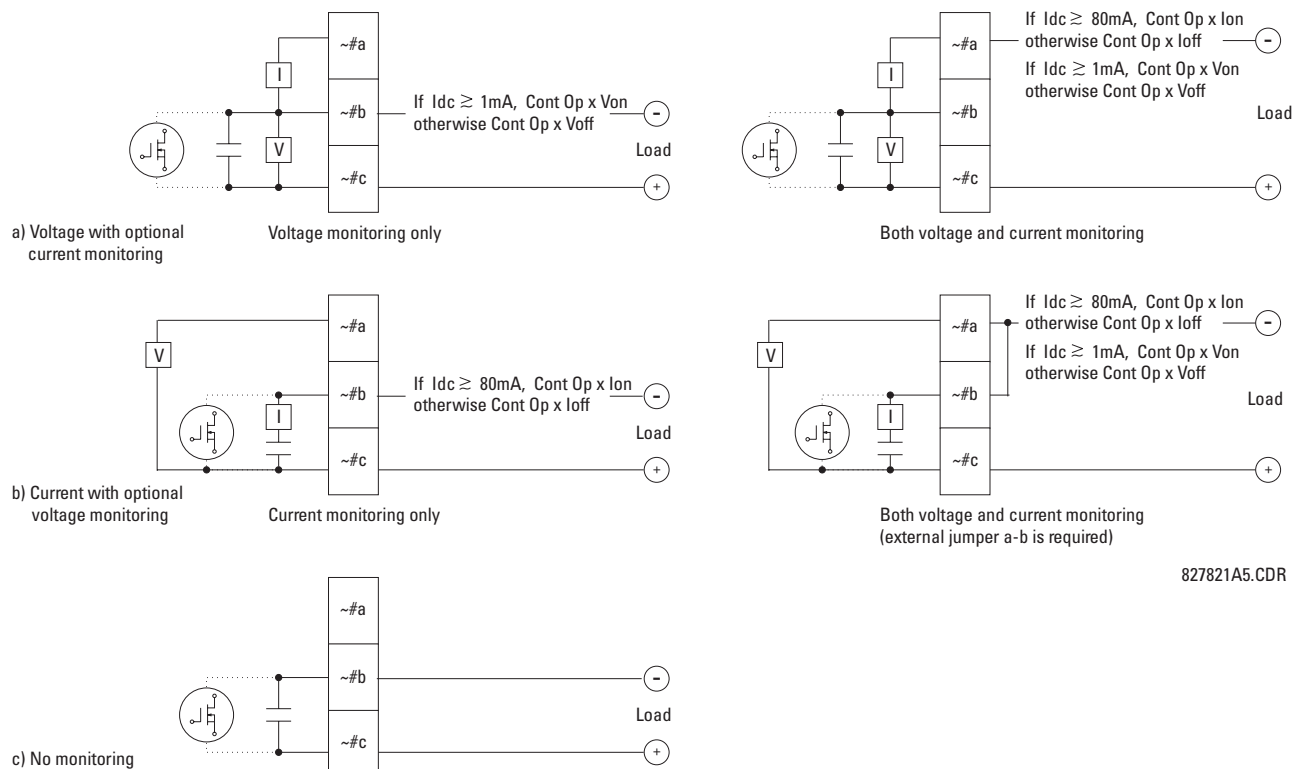 ~#a
I
~#b
If Idc ≳ 1mA, Cont Op x Von
otherwise Cont Op x Voff
-
V
Load
~#c
+
a) Voltage with optional
current monitoring
Voltage monitoring only
If Idc ≳ 80mA, Cont Op x Ion
~#a
otherwise Cont Op x Ioff
-
I
If Idc ≳ 1mA, Cont Op x Von
otherwise Cont Op x Voff
~#b
Load
V
~#c
+
Both voltage and current monitoring
~#a
V
If Idc ≳ 80mA, Cont Op x Ion
~#b
otherwise Cont Op x Ioff
-
I
Load
~#c
+
b) Current with optional
voltage monitoring
Current monitoring only
If Idc ≳ 80mA, Cont Op x Ion
~#a
otherwise Cont Op x Ioff
-
V
If Idc ≳ 1mA, Cont Op x Von
otherwise Cont Op x Voff
~#b
Load
I
~#c
+
Both voltage and current monitoring
(external jumper a-b is required)
827821A5.CDR
~#a
~#b
-
Load
~#c
+
c) No monitoring